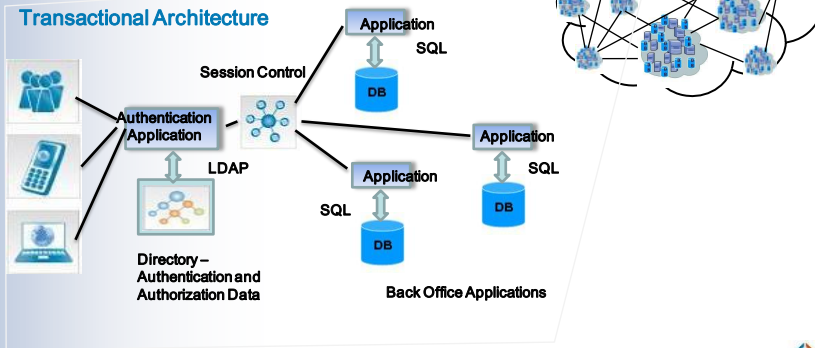 Transactional Architecture
Application
SQL
DB
Session Control
Authentication
Application
LDAP
Application
SQL
DB
Application
SQL
DB
Directory –
Authentication and
Authorization Data
Back Office Applications